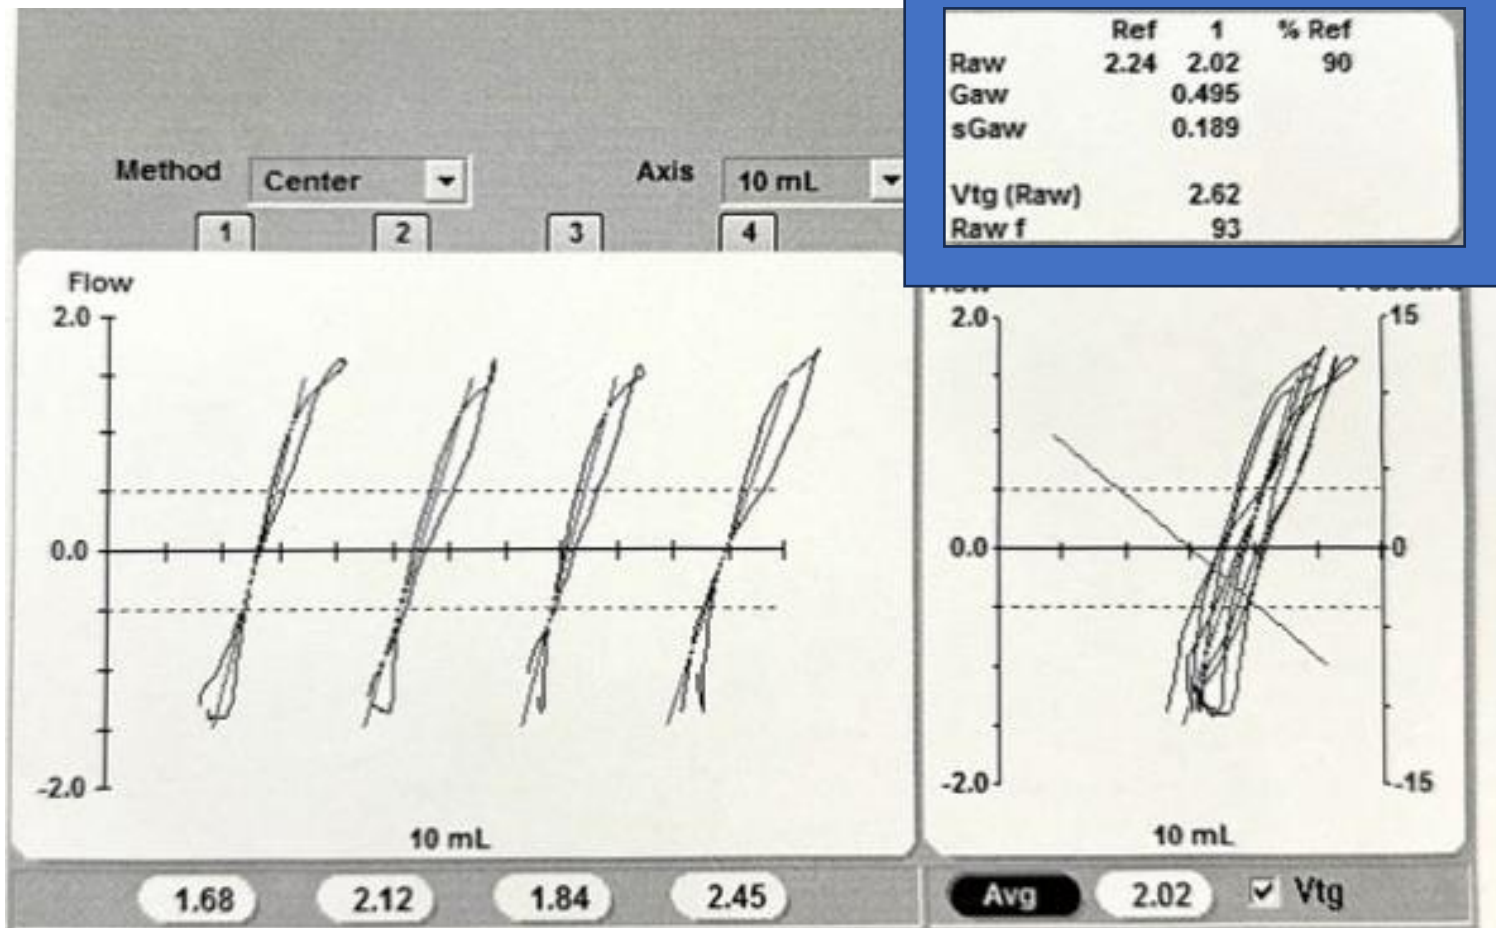 Ref 1 % Ref
Raw 2.24 2.02 90
Gaw 0.495
sGaw 0.189
Vtg (Raw) 2.62
Raw f 93
Method Center Axis 10 mL
1 2 3 4
Flow
2.0
0.0
-2.0
10 mL
2.0 15
0.0 0
-2.0 -15
10 mL
1.68 2.12 1.84 2.45
Avg 2.02 Vtg